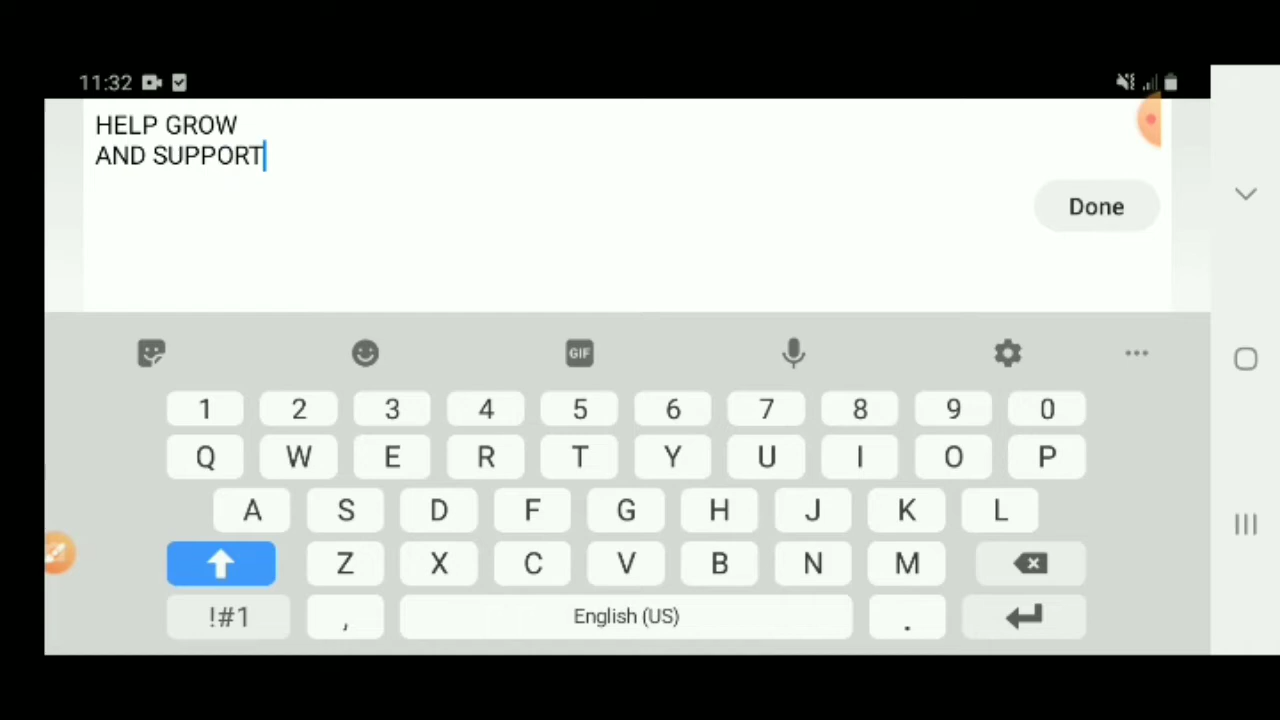 11:32
HELP GROW
AND SUPPORT
Done
GIF
1 2 3 4 5 6 7 8 9 0
Q W E R T Y U I O P
A S D F G H J K L
Z X C V B N M
!#1 , English (US) .